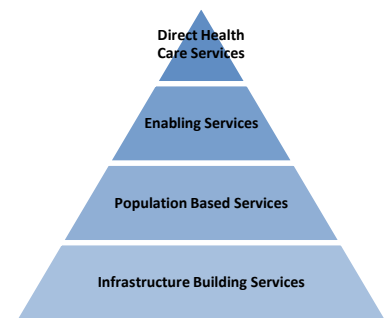 Direct Health
Care Services
Enabling Services
Population Based Services
Infrastructure Building Services